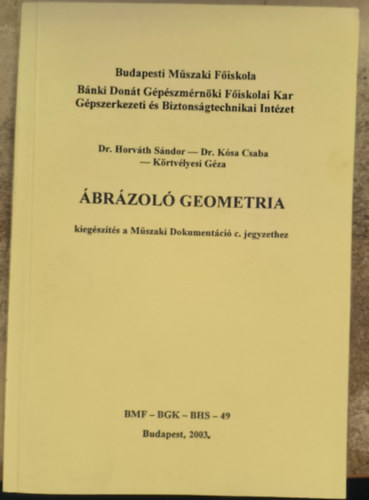 Budapesti Műszaki Főiskola
Bánki Donát Gépészmérnöki Főiskolai Kar
Gépszerkezeti és Biztonságtechnikai Intézet
Dr. Horváth Sándor — Dr. Kósa Csaba
— Körtvélyesi Géza
ÁBRÁZOLÓ GEOMETRIA
kiegészítés a Műszaki Dokumentáció c. jegyzethez
BMF – BGK – BHS – 49
Budapest, 2003.